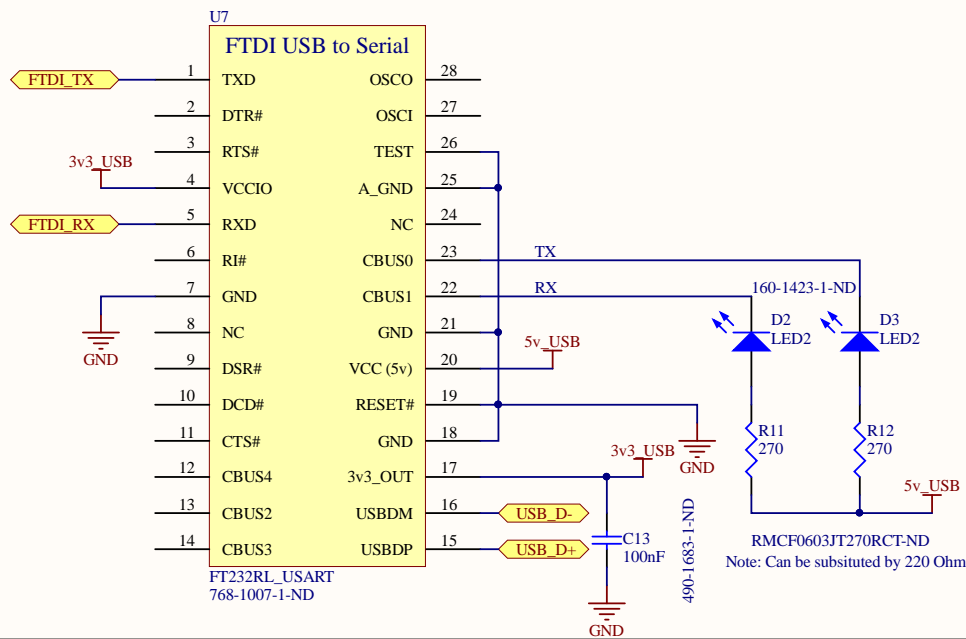 U7
FTDI USB to Serial
FTDI_TX
1
TXD
OSCO
28
2
DTR#
OSCI
27
3
RTS#
TEST
26
3v3_USB
4
VCCIO
A_GND
25
FTDI_RX
5
RXD
NC
24
6
RI#
CBUS0
23
TX
7
GND
CBUS1
22
RX
160-1423-1-ND
GND
8
NC
GND
21
D2
LED2
D3
LED2
9
DSR#
VCC (5v)
20
5v_USB
10
DCD#
RESET#
19
11
CTS#
GND
18
GND
R11
270
R12
270
12
CBUS4
3v3_OUT
17
3v3_USB
13
CBUS2
USBDM
16
USB_D-
5v_USB
14
CBUS3
USBDP
15
USB_D+
C13
100nF
490-1683-1-ND
RMCF0603JT270RCT-ND
Note: Can be subsituted by 220 Ohm
FT232RL_USART
768-1007-1-ND
GND